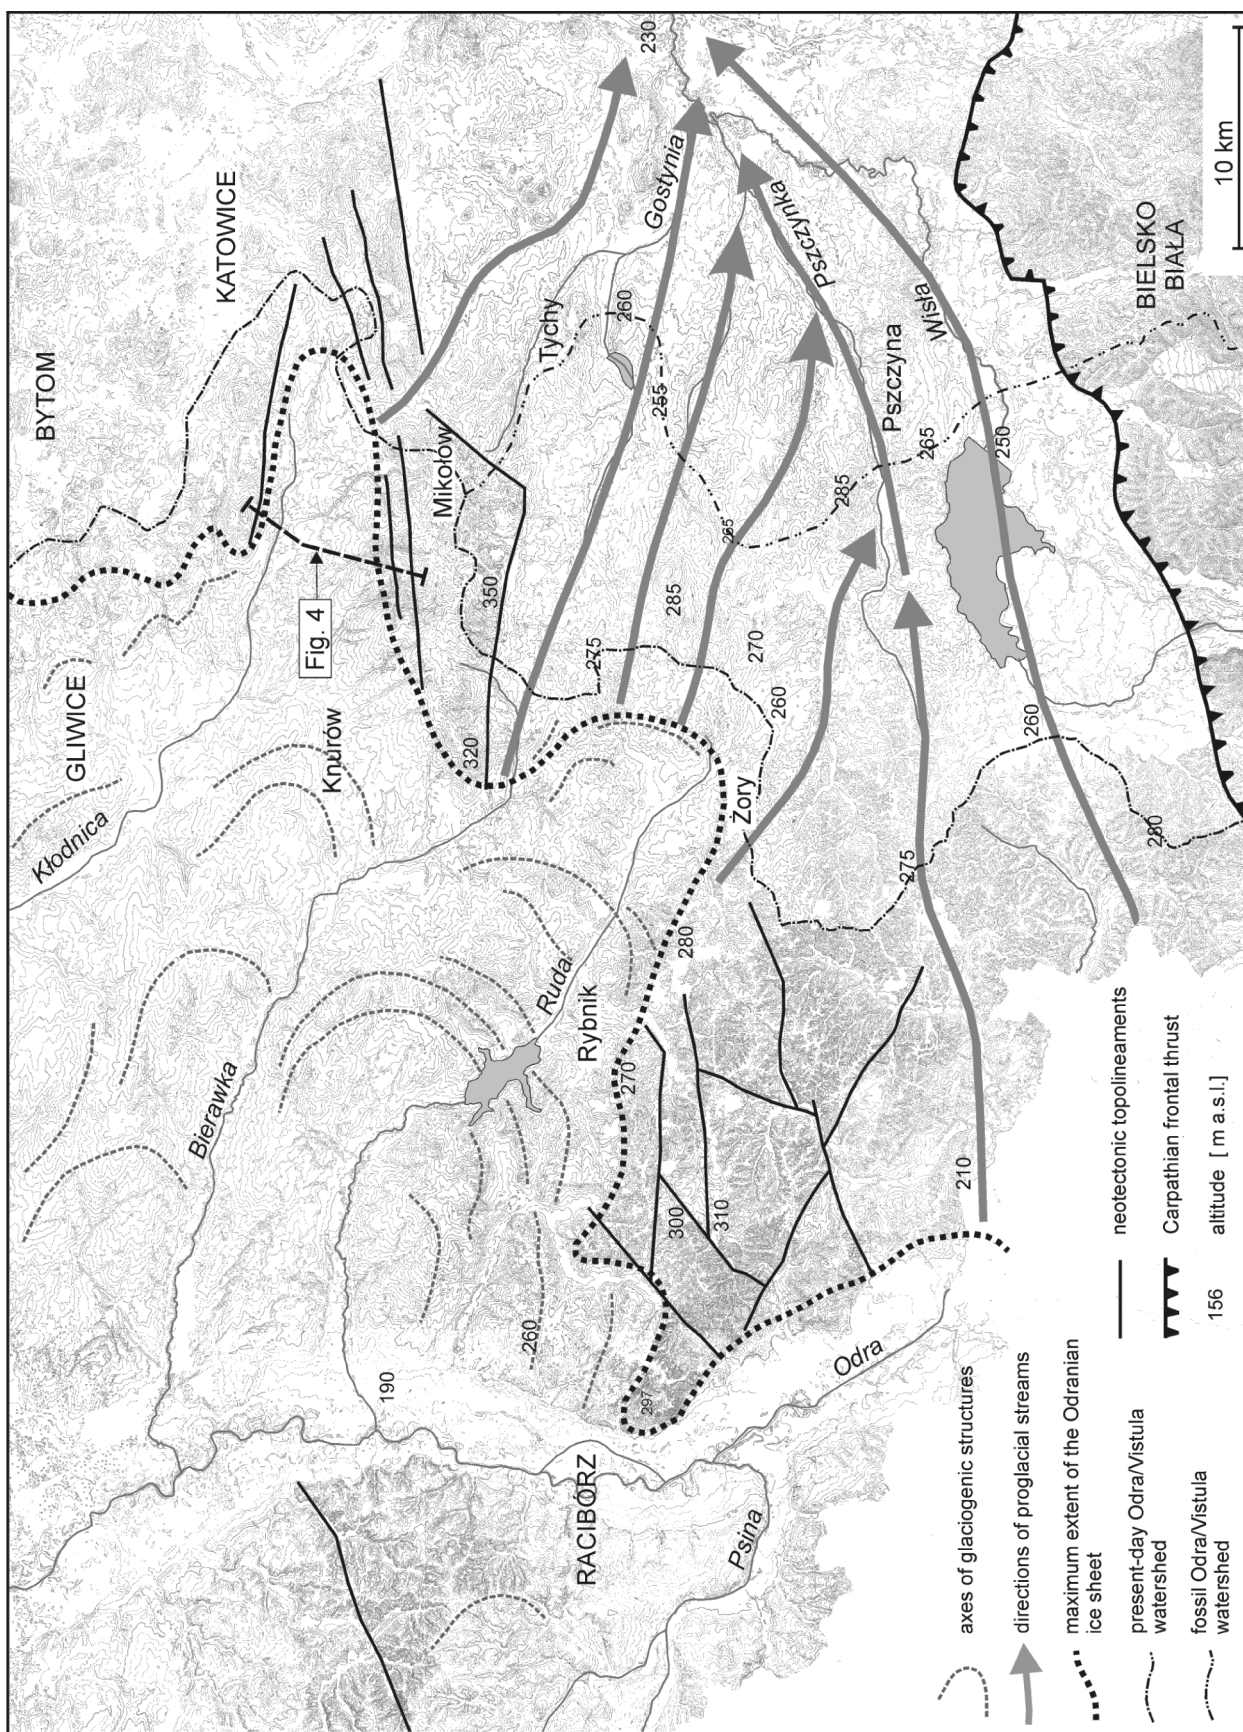 BYTOM
KATOWICE
GLIWICE
Fig. 4
Knurów
Mikołów
Tychy
Gostynia
Pszczynka
Pszczyna
Wisła
BIELSKO
BIAŁA
Kłodnica
Bierawka
Ruda
Rybnik
Żory
RACIBÓRZ
Odra
Psina
230
260
255
265
250
285
265
350
285
275
270
260
320
260
280
275
280
270
300
310
210
260
190
297
10 km
axes of glaciogenic structures
directions of proglacial streams
maximum extent of the Odranian
ice sheet
present-day Odra/Vistula
watershed
fossil Odra/Vistula
watershed
neotectonic topolineaments
Carpathian frontal thrust
156
altitude [ m a.s.l.]